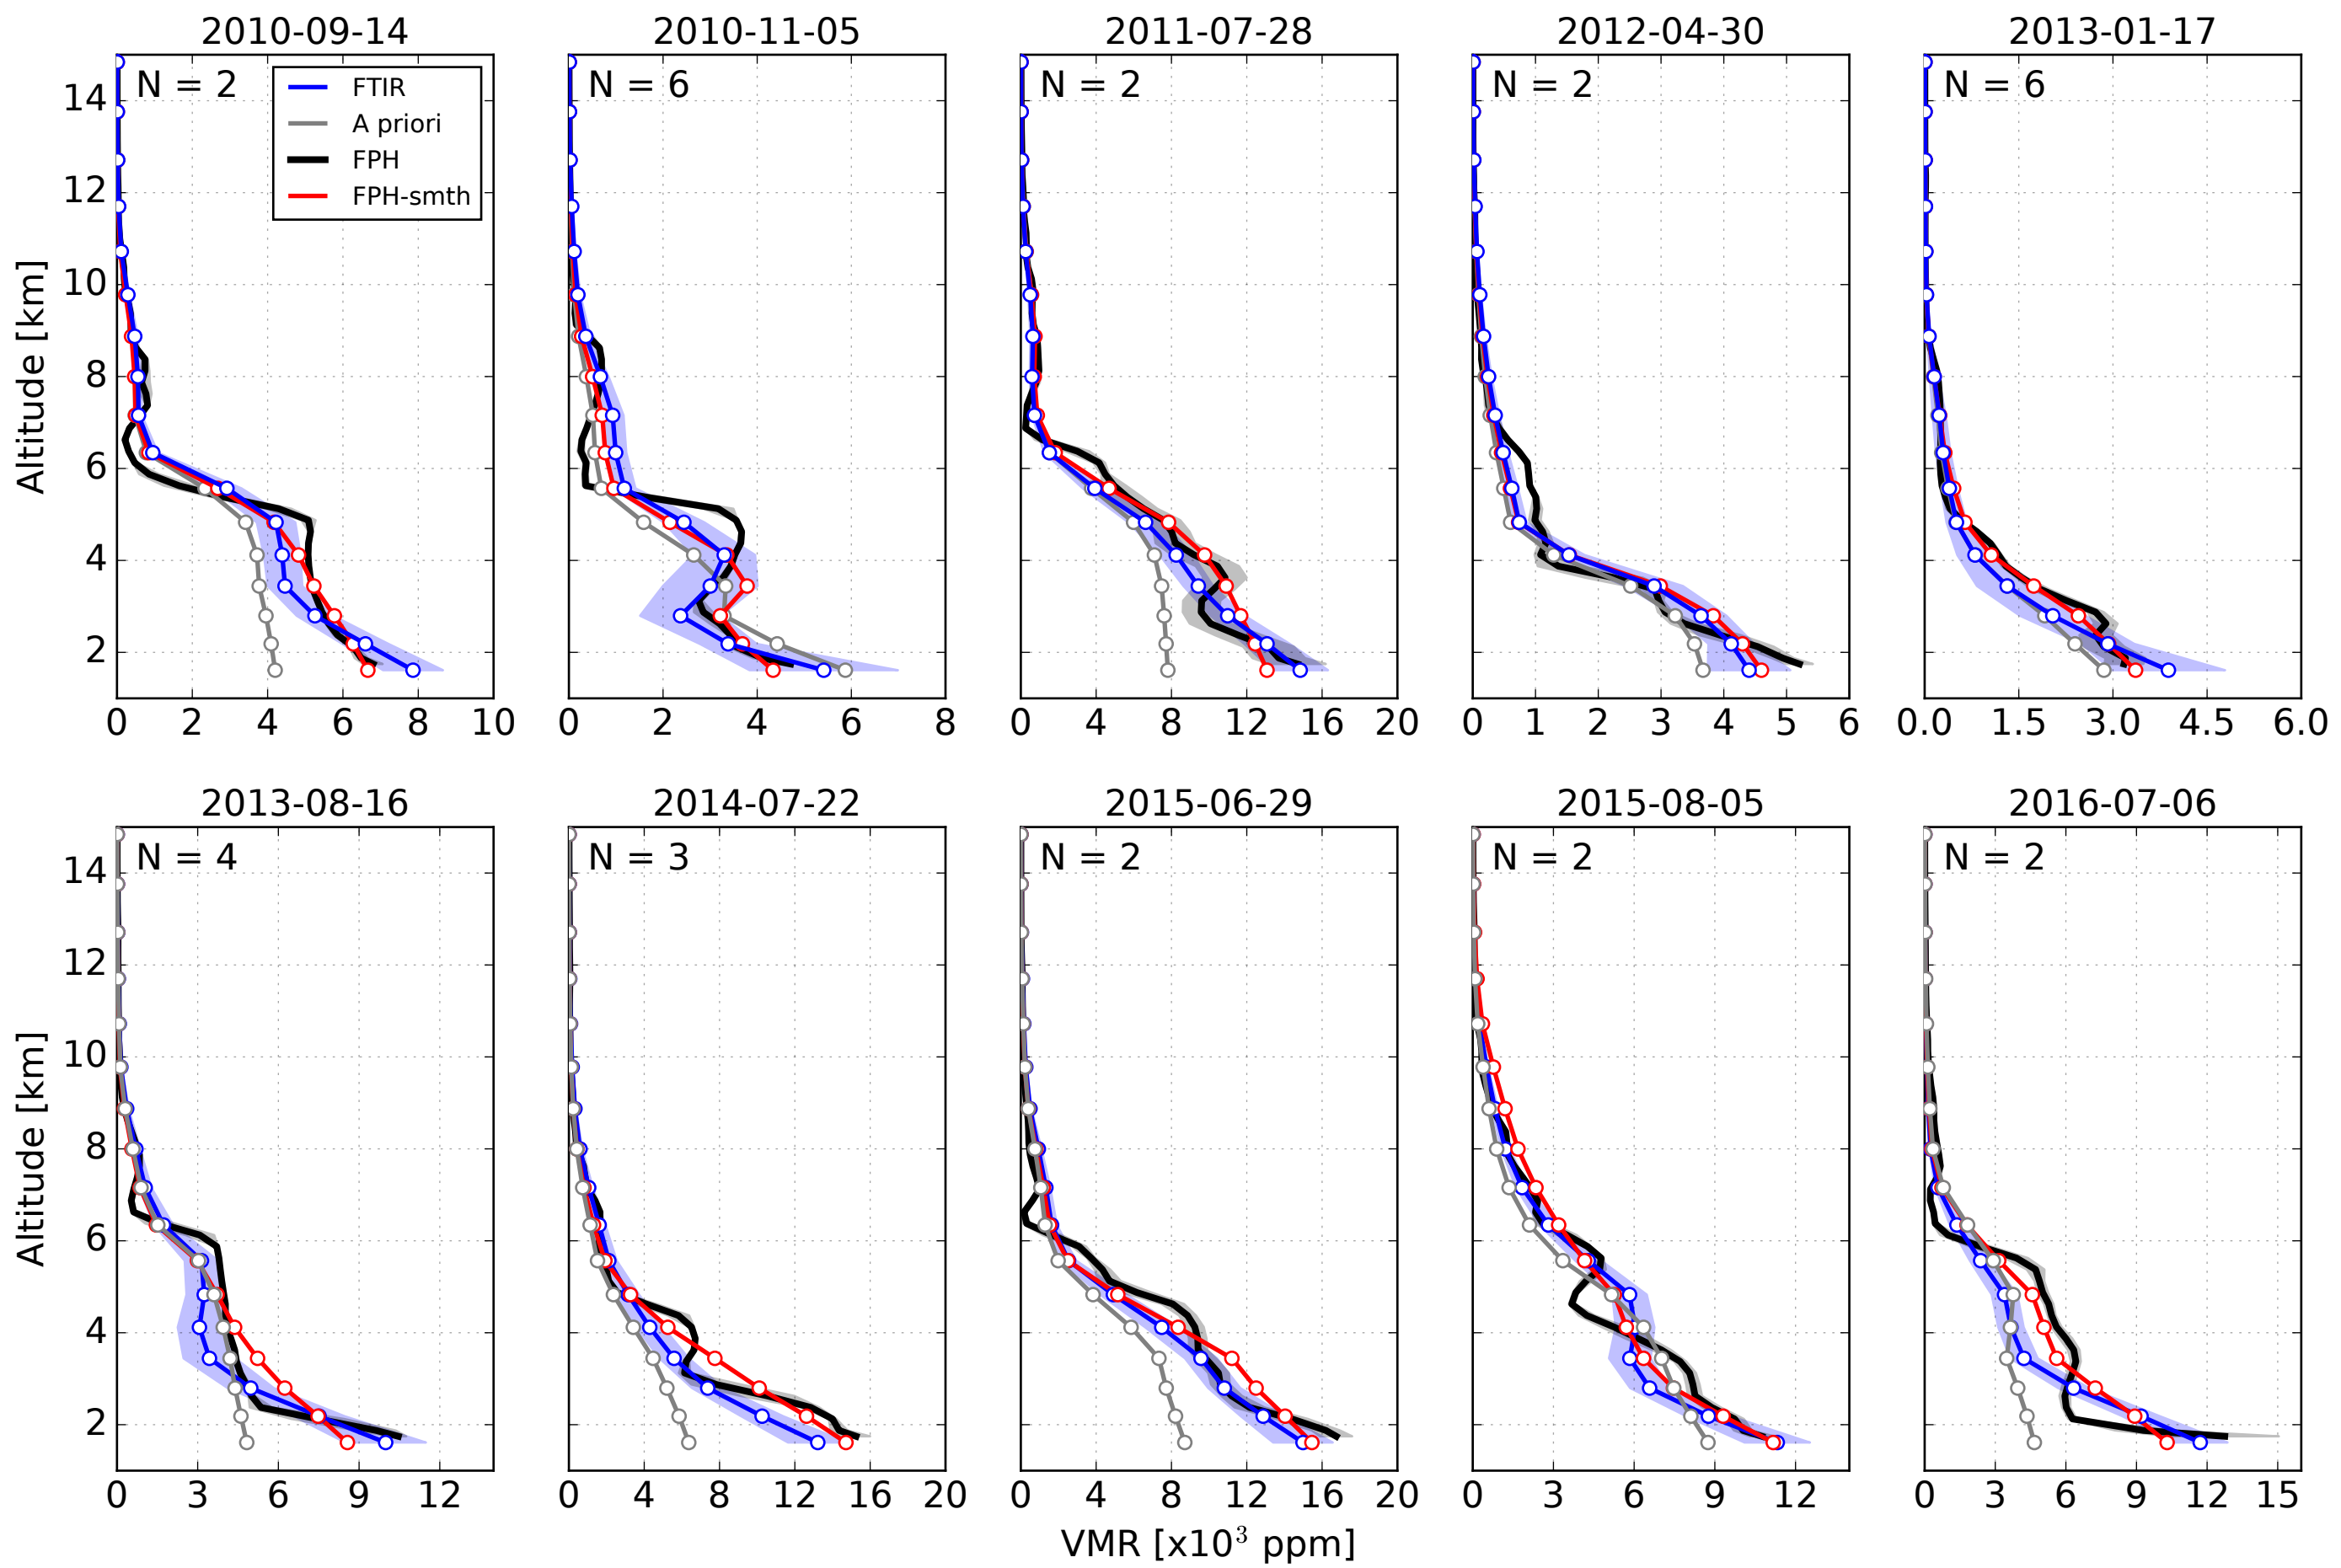 2010-09-14 2010-11-05 2011-07-28 2012-04-30 2013-01-17
N = 2 N = 6 N = 2 N = 2 N = 6
FTIR
A priori
FPH
FPH-smth
Altitude [km]
14
12
10
8
6
4
2
0 2 4 6 8 10 0 2 4 6 8 0 4 8 12 16 20 0 1 2 3 4 5 6 0.0 1.5 3.0 4.5 6.0
2013-08-16 2014-07-22 2015-06-29 2015-08-05 2016-07-06
N = 4 N = 3 N = 2 N = 2 N = 2
Altitude [km]
14
12
10
8
6
4
2
0 3 6 9 12 0 4 8 12 16 20 0 4 8 12 16 20 0 3 6 9 12 0 3 6 9 12 15
VMR [x10³ ppm]